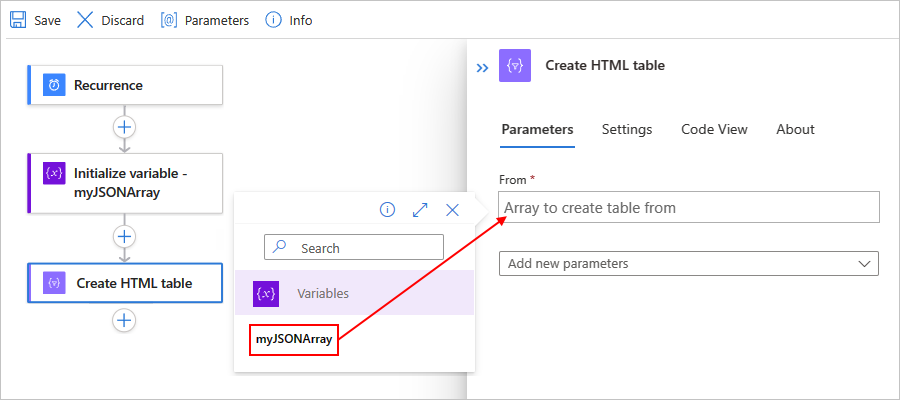 Save Discard [@] Parameters Info
Recurrence
Initialize variable -
myJSONArray
Create HTML table
Search
{x} Variables
myJSONArray
Create HTML table
Parameters Settings Code View About
From *
Array to create table from
Add new parameters